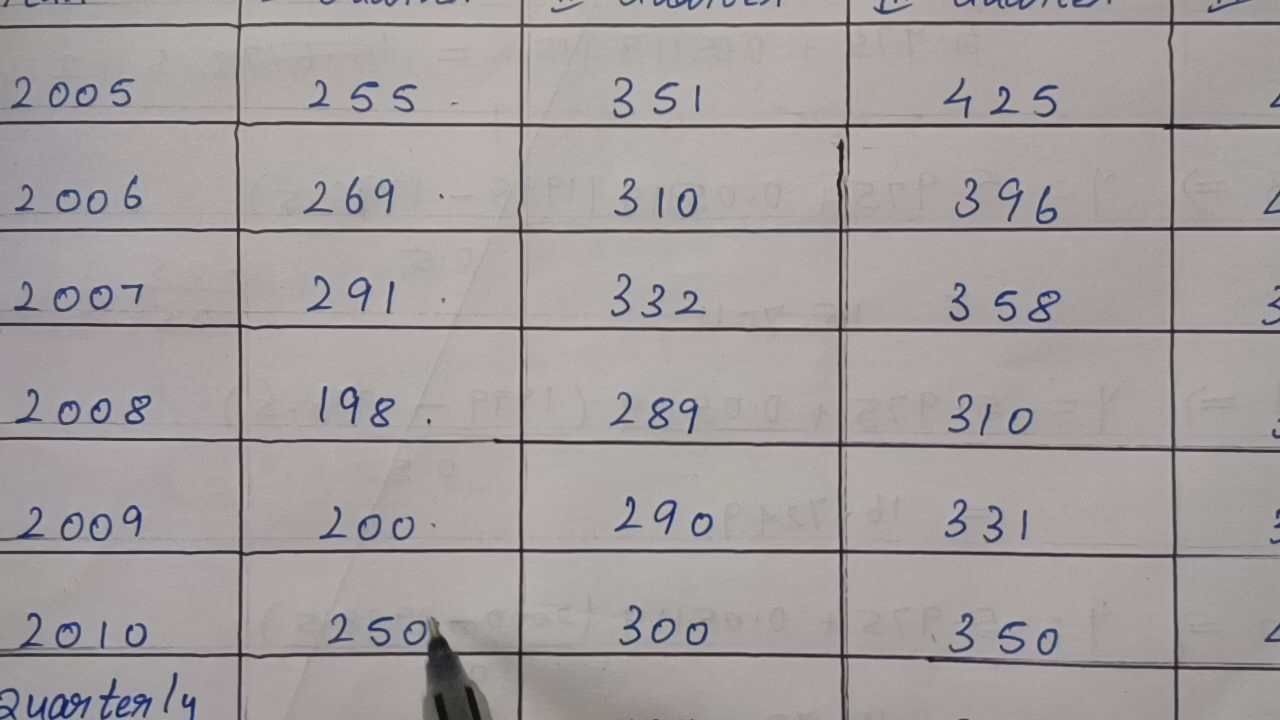 2005 255 351 425
2006 269 310 396
2007 291 332 358
2008 198 289 310
2009 200 290 331
2010 250 300 350
Quarterly